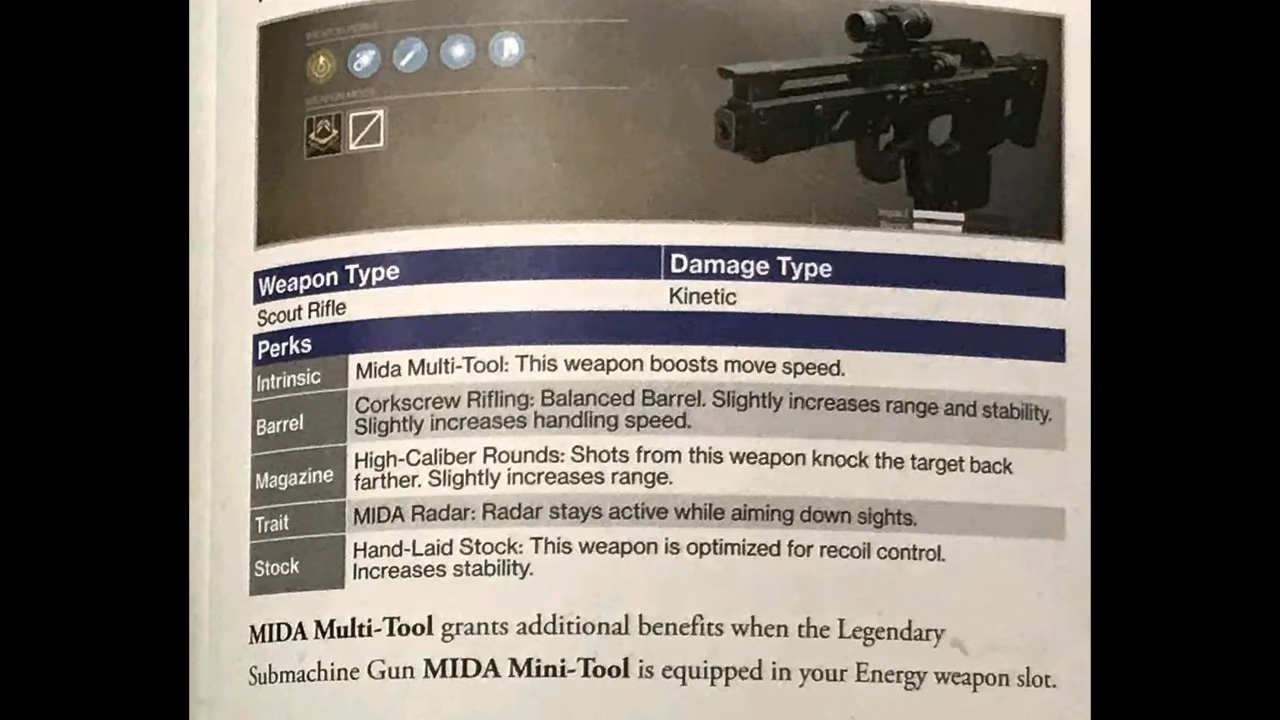 WEAPON PERKS
WEAPON MODS
Weapon Type
Damage Type
Scout Rifle
Kinetic
Perks
Intrinsic
Mida Multi-Tool: This weapon boosts move speed.
Barrel
Corkscrew Rifling: Balanced Barrel. Slightly increases range and stability.
Slightly increases handling speed.
Magazine
High-Caliber Rounds: Shots from this weapon knock the target back
farther. Slightly increases range.
Trait
MIDA Radar: Radar stays active while aiming down sights.
Stock
Hand-Laid Stock: This weapon is optimized for recoil control.
Increases stability.
MIDA Multi-Tool grants additional benefits when the Legendary
Submachine Gun MIDA Mini-Tool is equipped in your Energy weapon slot.